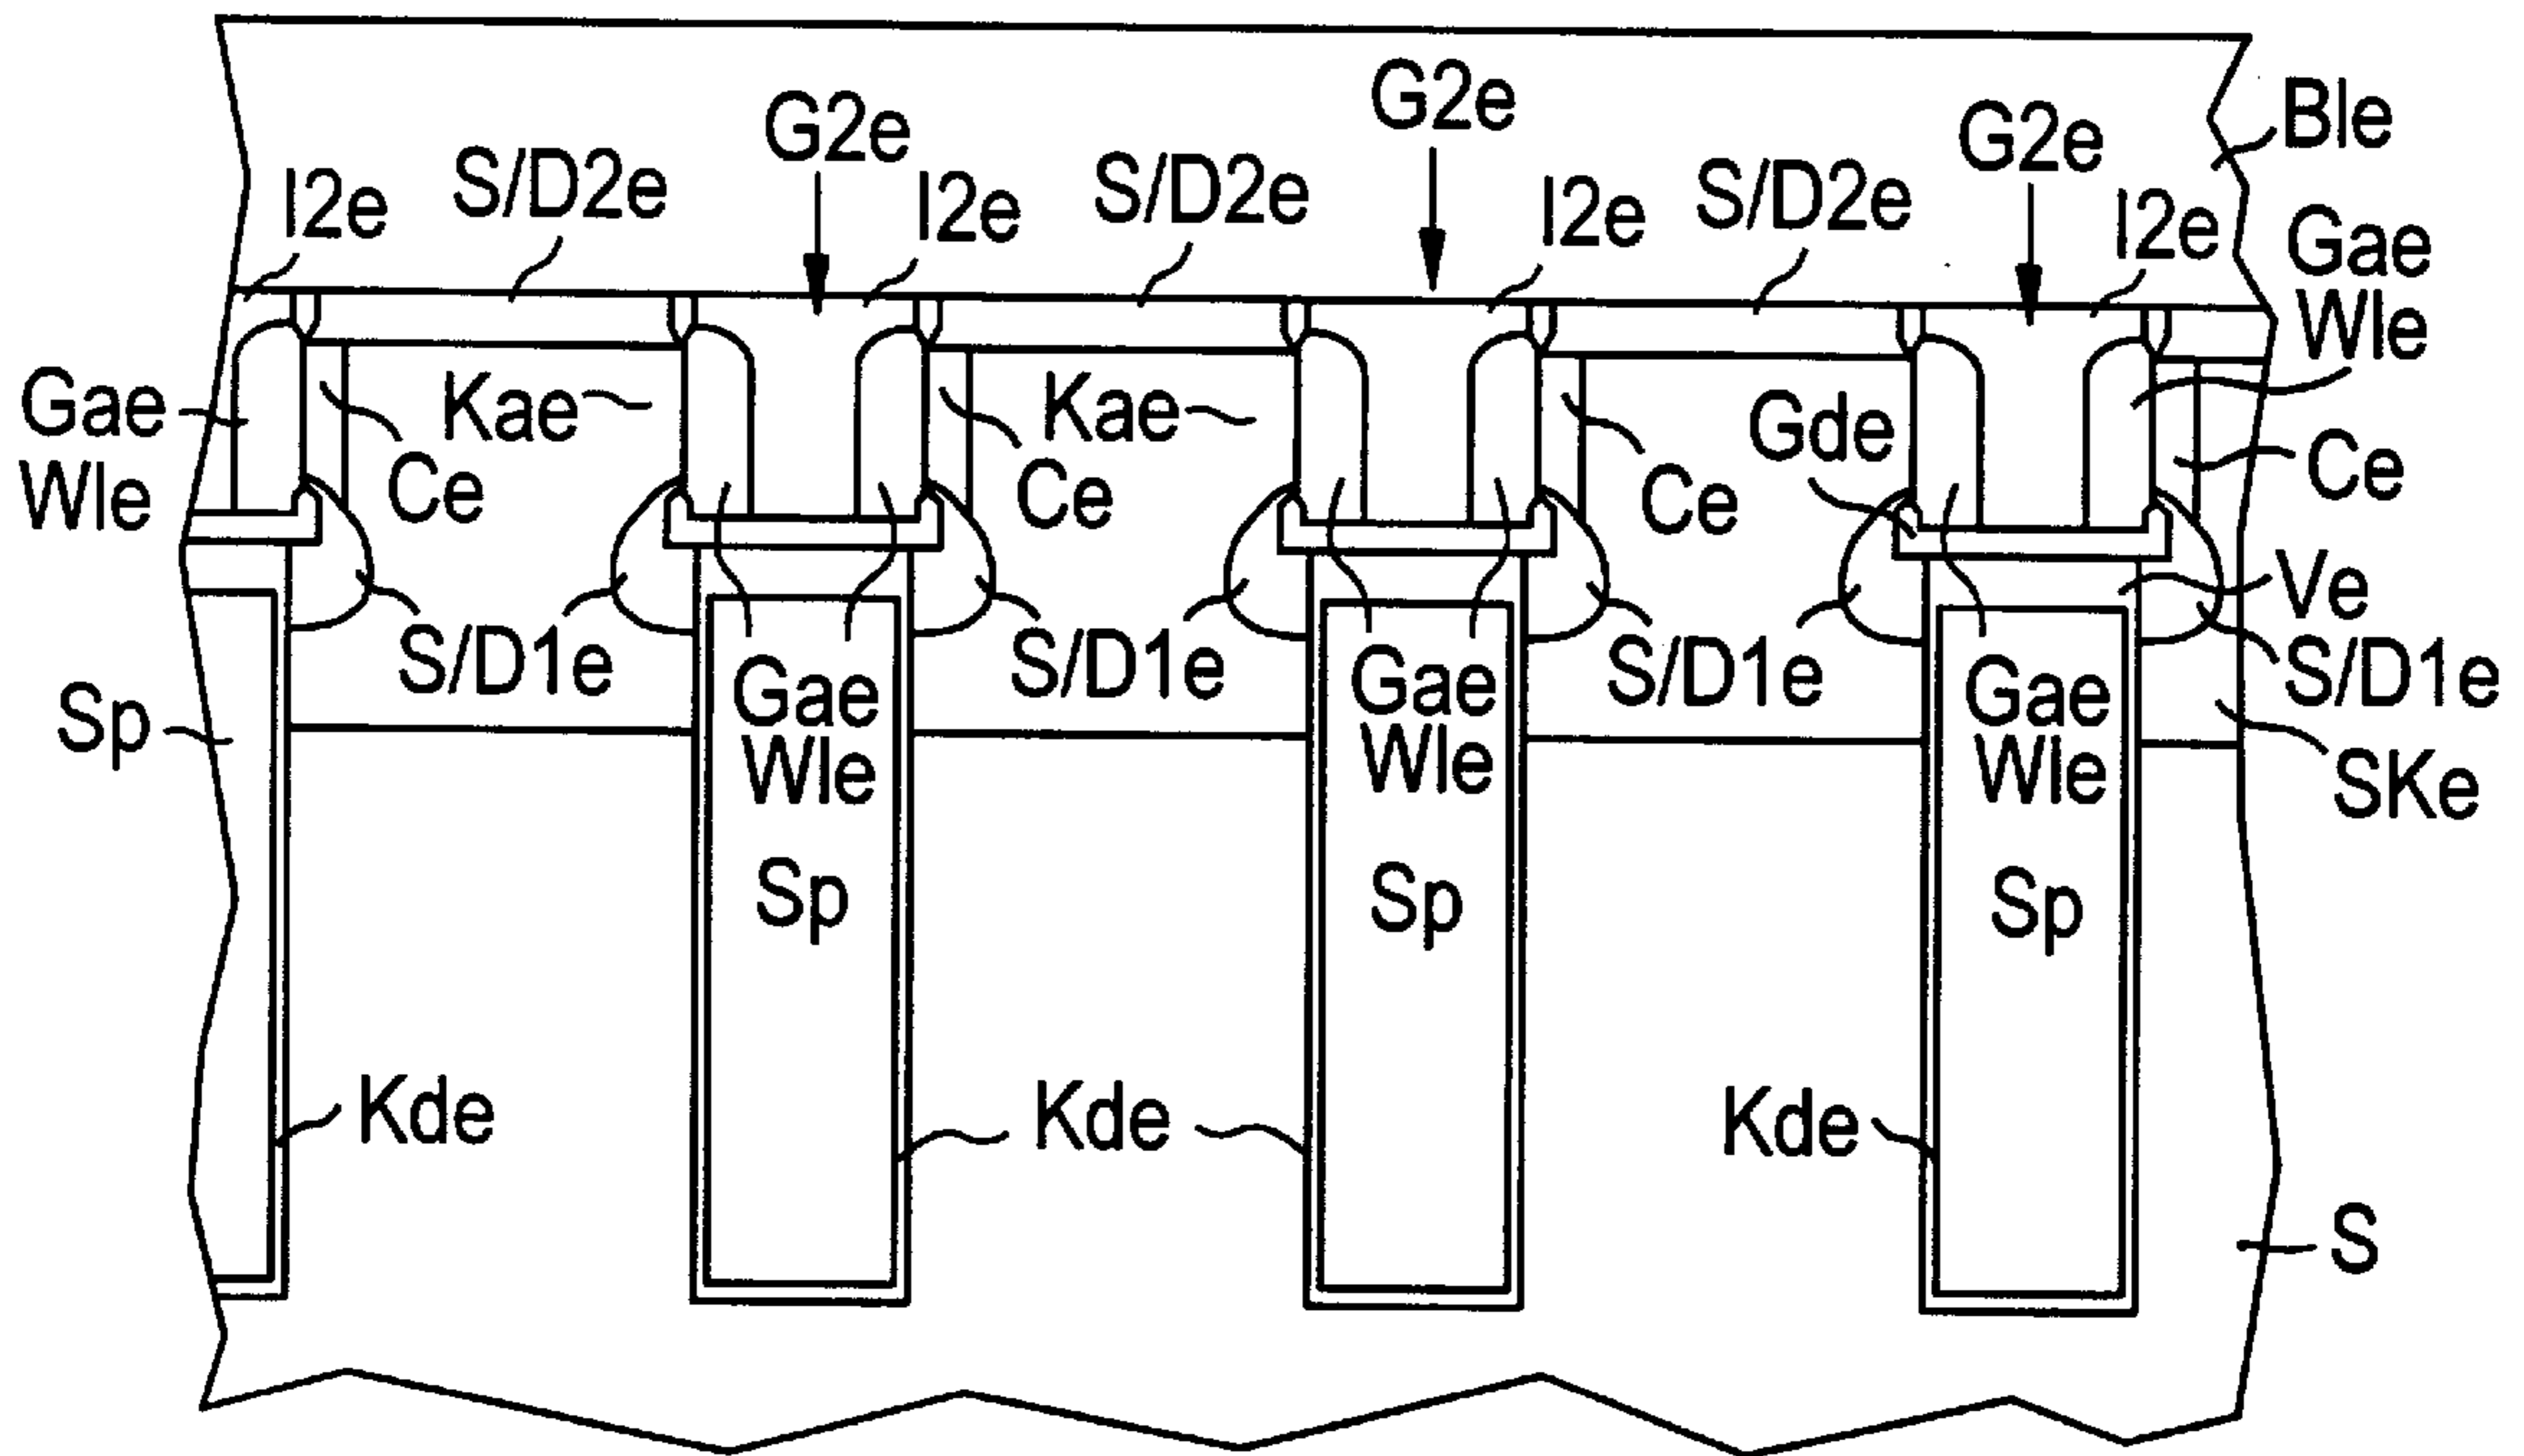 G2e
G2e
G2e
Ble
I2e
S/D2e
I2e
S/D2e
I2e
S/D2e
I2e
Gae
Wle
Gae
Wle
Kae
Ce
Kae
Ce
Ce
Gde
Ce
Ve
S/D1e
S/D1e
S/D1e
S/D1e
Gae
Wle
Gae
Wle
Gae
Wle
SKe
Sp
Sp
Sp
Sp
Kde
Kde
Kde
S